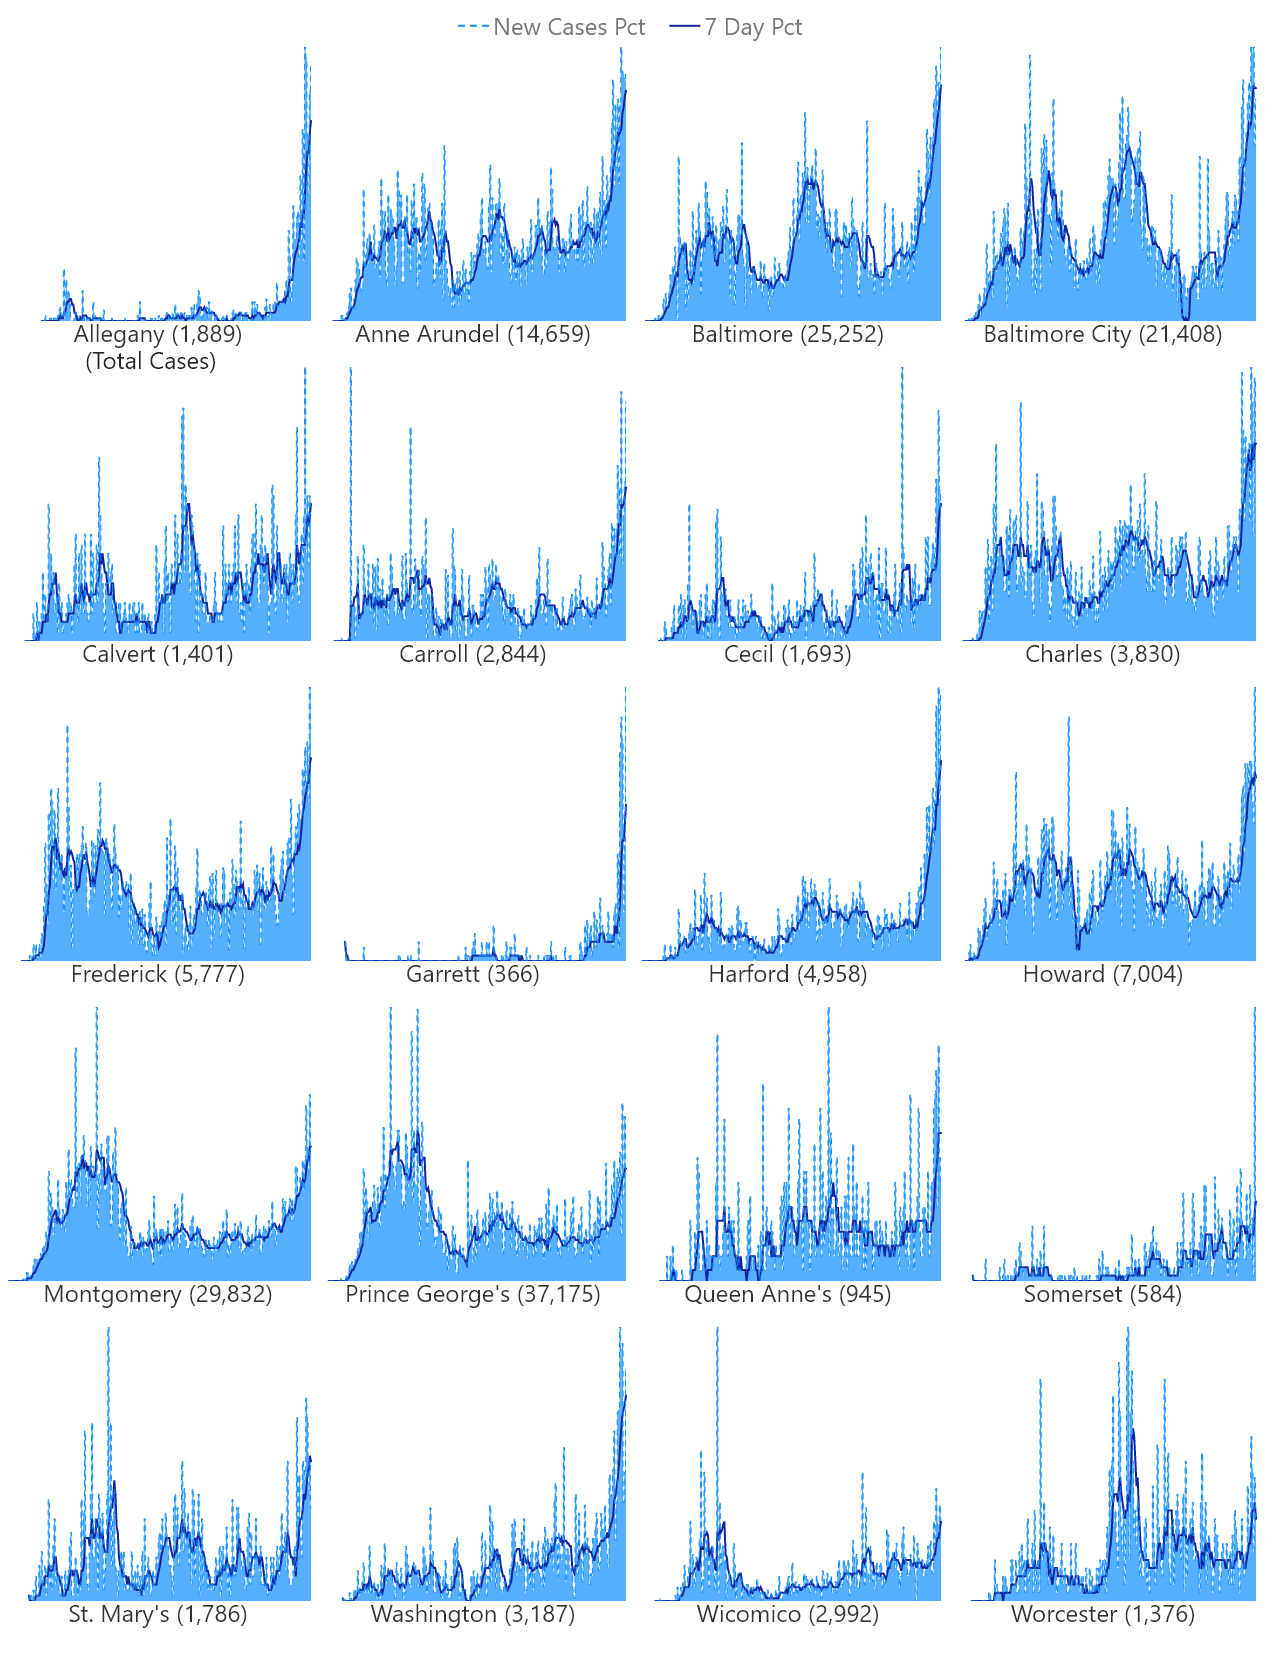 New Cases Pct 7 Day Pct
Allegany (1,889) Anne Arundel (14,659) Baltimore (25,252) Baltimore City (21,408)
(Total Cases)
Calvert (1,401) Carroll (2,844) Cecil (1,693) Charles (3,830)
Frederick (5,777) Garrett (366) Harford (4,958) Howard (7,004)
Montgomery (29,832) Prince George's (37,175) Queen Anne's (945) Somerset (584)
St. Mary's (1,786) Washington (3,187) Wicomico (2,992) Worcester (1,376)